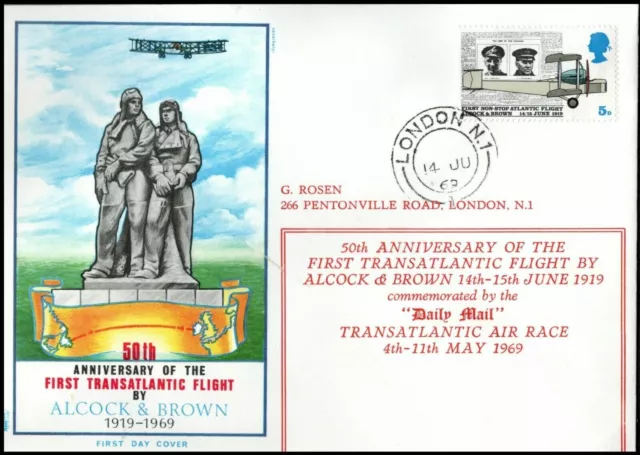 FIRST NON-STOP ATLANTIC FLIGHT
ALCOCK & BROWN 14/15 JUNE 1919
5D
LONDON N.1
14 JU
69
G. ROSEN
266 PENTONVILLE ROAD, LONDON, N.1
50th ANNIVERSARY OF THE
FIRST TRANSATLANTIC FLIGHT BY
ALCOCK & BROWN 14th-15th JUNE 1919
commemorated by the
"Daily Mail"
TRANSATLANTIC AIR RACE
4th-11th MAY 1969
50th
ANNIVERSARY OF THE
FIRST TRANSATLANTIC FLIGHT
BY
ALCOCK & BROWN
1919-1969
FIRST DAY COVER